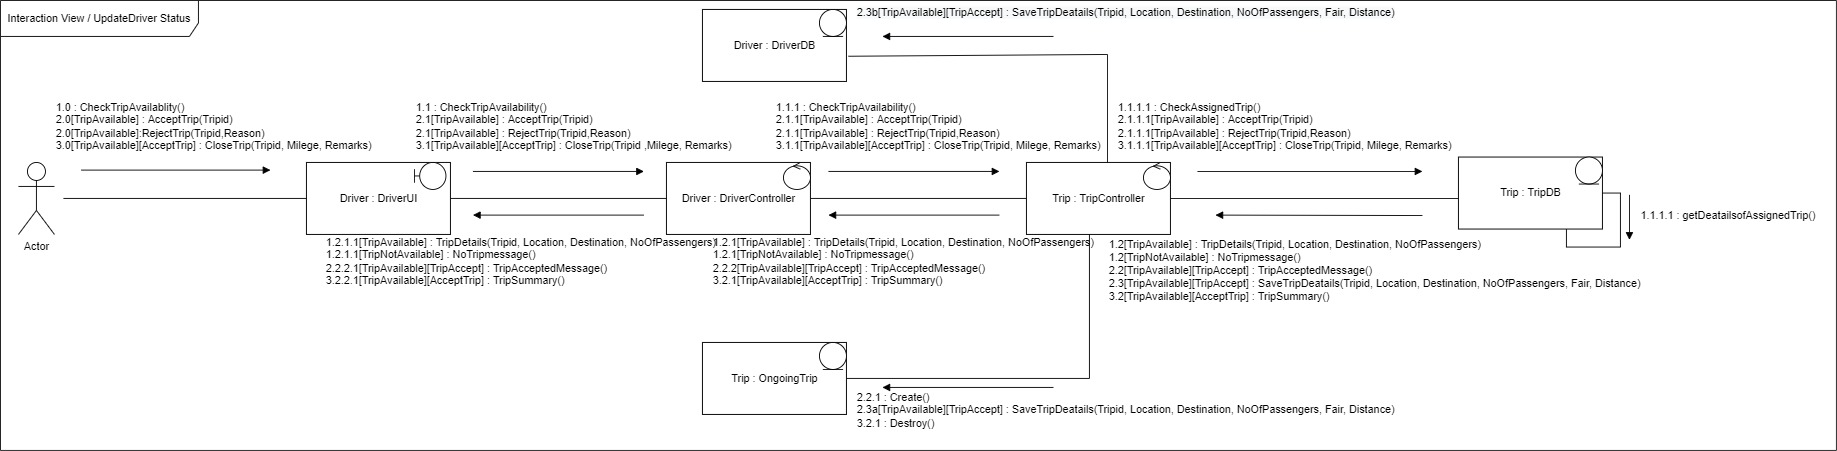 Interaction View / UpdateDriver Status
Driver : DriverDB
2.3b[TripAvailable][TripAccept] : SaveTripDeatails(Tripid, Location, Destination, NoOfPassengers, Fair, Distance)
1.0 : CheckTripAvailablity()
2.0[TripAvailable] : AcceptTrip(Tripid)
2.0[TripAvailable]:RejectTrip(Tripid,Reason)
3.0[TripAvailable][AcceptTrip] : CloseTrip(Tripid, Milege, Remarks)
1.1 : CheckTripAvailability()
2.1[TripAvailable] : AcceptTrip(Tripid)
2.1[TripAvailable] : RejectTrip(Tripid,Reason)
3.1[TripAvailable][AcceptTrip] : CloseTrip(Tripid ,Milege, Remarks)
1.1.1 : CheckTripAvailability()
2.1.1[TripAvailable] : AcceptTrip(Tripid)
2.1.1[TripAvailable] : RejectTrip(Tripid,Reason)
3.1.1[TripAvailable][AcceptTrip] : CloseTrip(Tripid, Milege, Remarks)
1.1.1.1 : CheckAssignedTrip()
2.1.1.1[TripAvailable] : AcceptTrip(Tripid)
2.1.1.1[TripAvailable] : RejectTrip(Tripid,Reason)
3.1.1.1[TripAvailable][AcceptTrip] : CloseTrip(Tripid, Milege, Remarks)
Actor
Driver : DriverUI
Driver : DriverController
Trip : TripController
Trip : TripDB
1.1.1.1 : getDeatailsofAssignedTrip()
1.2.1.1[TripAvailable] : TripDetails(Tripid, Location, Destination, NoOfPassengers)
1.2.1.1[TripNotAvailable] : NoTripmessage()
2.2.2.1[TripAvailable][TripAccept] : TripAcceptedMessage()
3.2.2.1[TripAvailable][AcceptTrip] : TripSummary()
1.2.1[TripAvailable] : TripDetails(Tripid, Location, Destination, NoOfPassengers)
1.2.1[TripNotAvailable] : NoTripmessage()
2.2.2[TripAvailable][TripAccept] : TripAcceptedMessage()
3.2.1[TripAvailable][AcceptTrip] : TripSummary()
1.2[TripAvailable] : TripDetails(Tripid, Location, Destination, NoOfPassengers)
1.2[TripNotAvailable] : NoTripmessage()
2.2[TripAvailable][TripAccept] : TripAcceptedMessage()
2.3[TripAvailable][TripAccept] : SaveTripDeatails(Tripid, Location, Destination, NoOfPassengers, Fair, Distance)
3.2[TripAvailable][AcceptTrip] : TripSummary()
Trip : OngoingTrip
2.2.1 : Create()
2.3a[TripAvailable][TripAccept] : SaveTripDeatails(Tripid, Location, Destination, NoOfPassengers, Fair, Distance)
3.2.1 : Destroy()